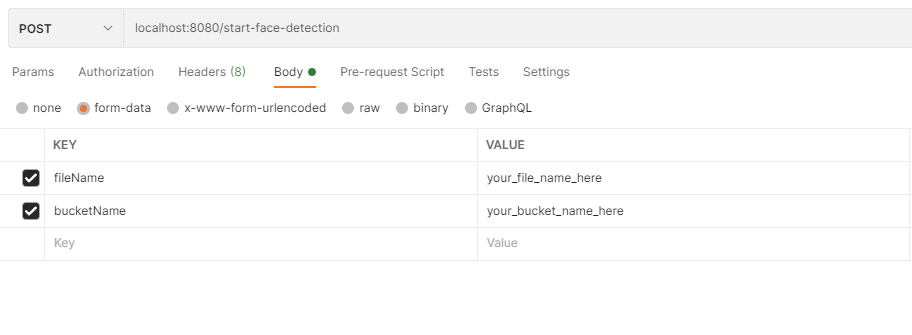 POST localhost:8080/start-face-detection
Params Authorization Headers (8) Body Pre-request Script Tests Settings
none form-data x-www-form-urlencoded raw binary GraphQL
KEY VALUE
fileName your_file_name_here
bucketName your_bucket_name_here
Key Value